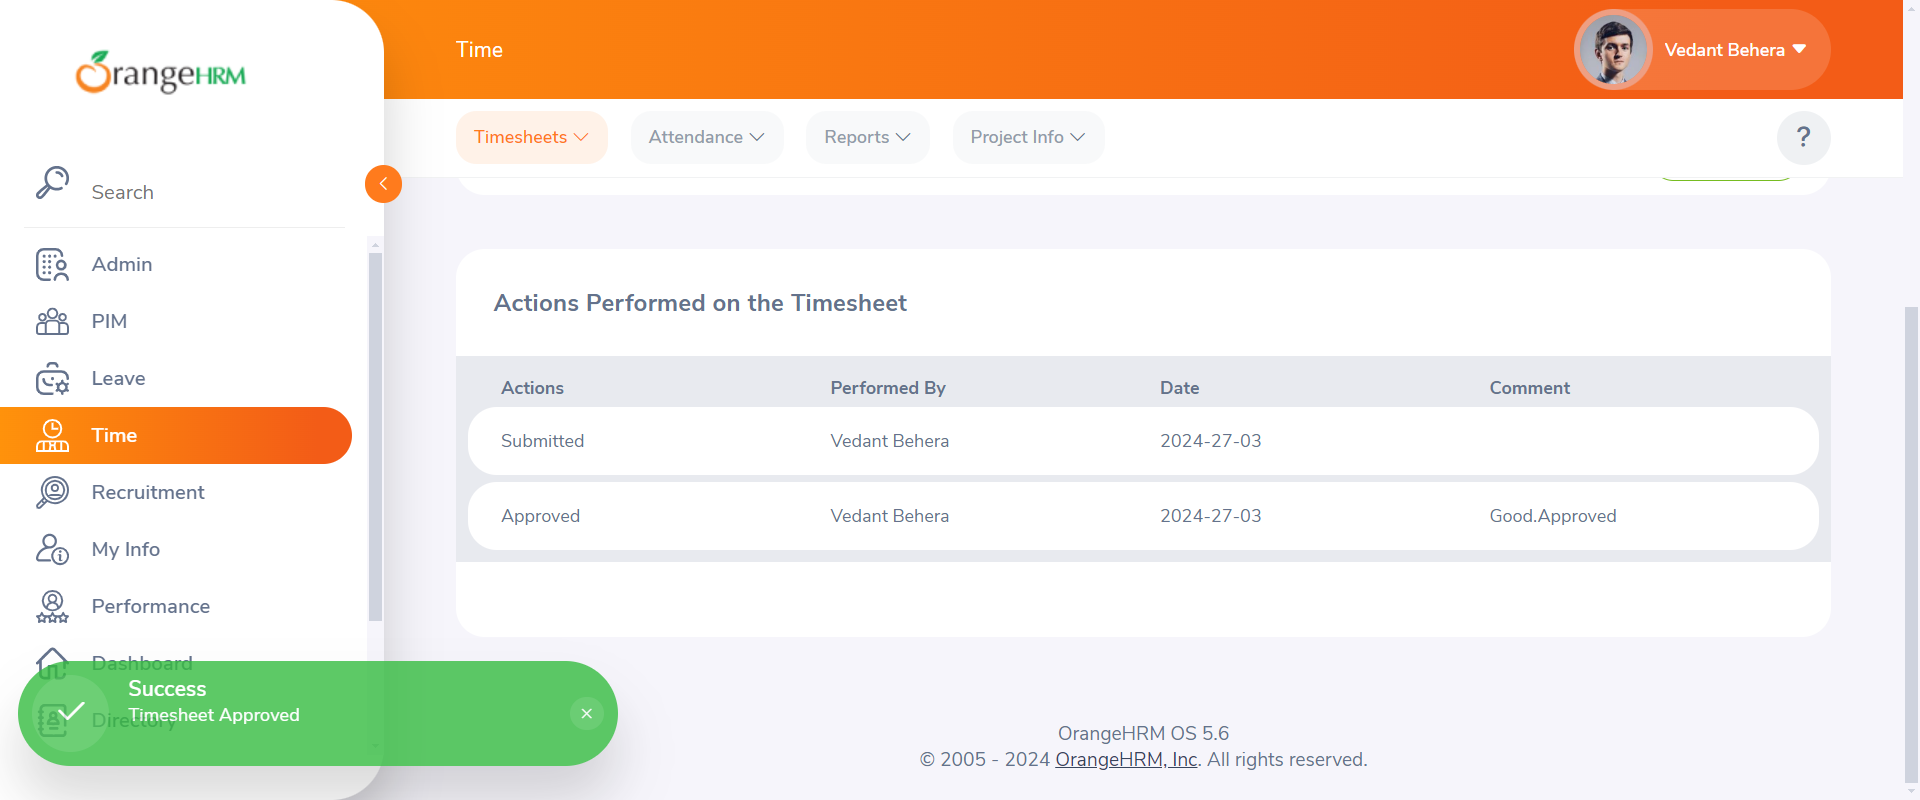 OrangeHRM
Time
Vedant Behera
Timesheets
Attendance
Reports
Project Info
?
Search
Admin
PIM
Leave
Time
Recruitment
My Info
Performance
Dashboard
Directory
Actions Performed on the Timesheet
Actions Performed By Date Comment
Submitted Vedant Behera 2024-27-03
Approved Vedant Behera 2024-27-03 Good.Approved
Success
Timesheet Approved
OrangeHRM OS 5.6
© 2005 - 2024 OrangeHRM, Inc. All rights reserved.